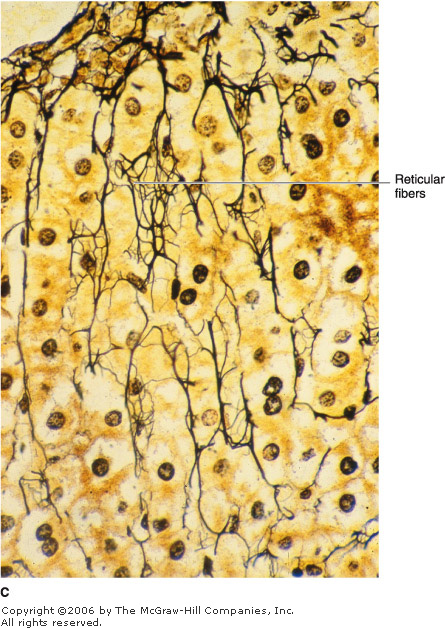 Reticular
fibers
C
Copyright ©2006 by The McGraw-Hill Companies, Inc.
All rights reserved.